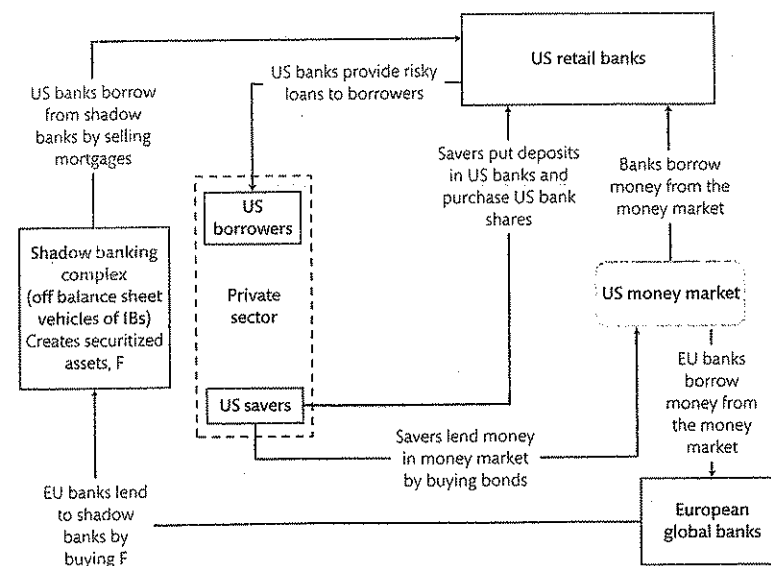 US retail banks
US banks provide risky
loans to borrowers
US banks borrow
from shadow
banks by selling
mortgages
Savers put deposits
in US banks and
purchase US bank
shares
Banks borrow
money from the
money market
US
borrowers
Shadow banking
complex
(off balance sheet
vehicles of IBs)
Creates securitized
assets, F
Private
sector
US money market
US savers
EU banks
borrow
money from
the money
market
Savers lend money
in money market
by buying bonds
EU banks lend
to shadow
banks by
buying F
European
global banks